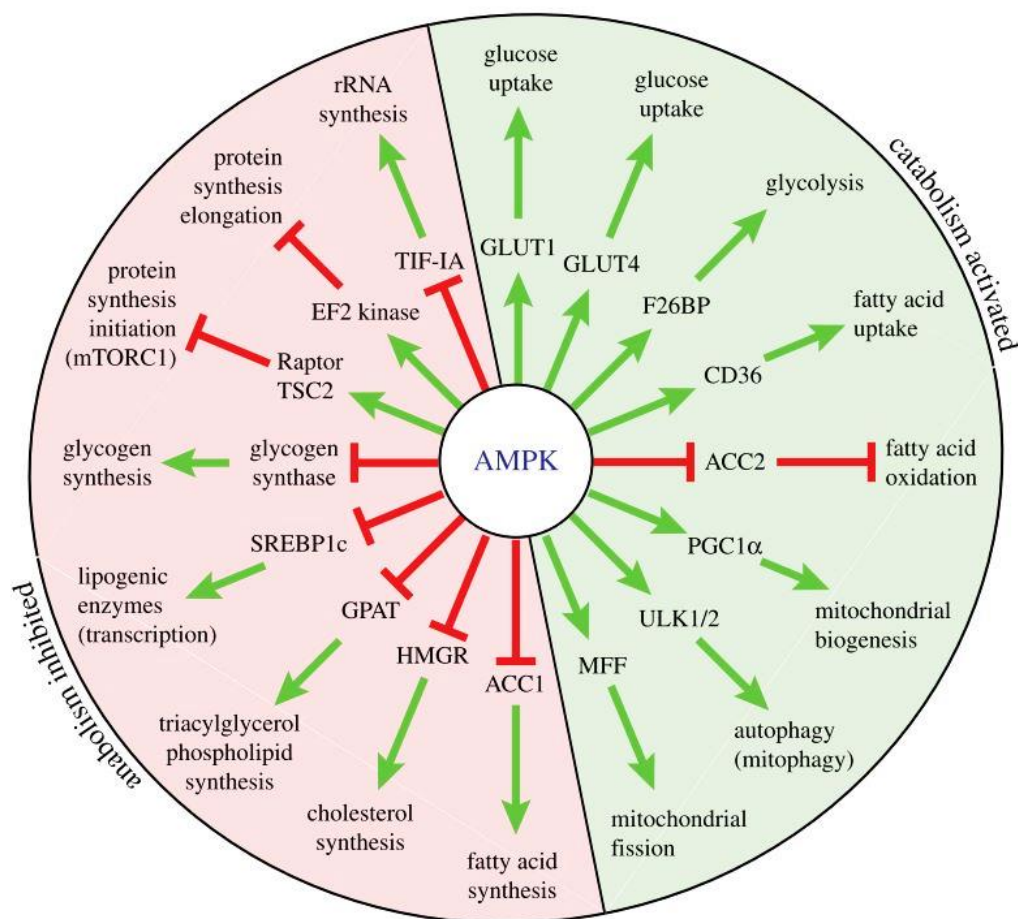 glucose
uptake
glucose
uptake
rRNA
synthesis
protein
synthesis
elongation
glycolysis
catabolism activated
TIF-IA
GLUT1
GLUT4
protein
synthesis
initiation
(mTORC1)
EF2 kinase
F26BP
fatty acid
uptake
Raptor
TSC2
CD36
glycogen
synthesis
glycogen
synthase
AMPK
ACC2
fatty acid
oxidation
SREBP1c
PGC1α
lipogenic
enzymes
(transcription)
GPAT
ULK1/2
mitochondrial
biogenesis
HMGR
ACC1
MFF
anabolism inhibited
triacylglycerol
phospholipid
synthesis
autophagy
(mitophagy)
cholesterol
synthesis
mitochondrial
fission
fatty acid
synthesis